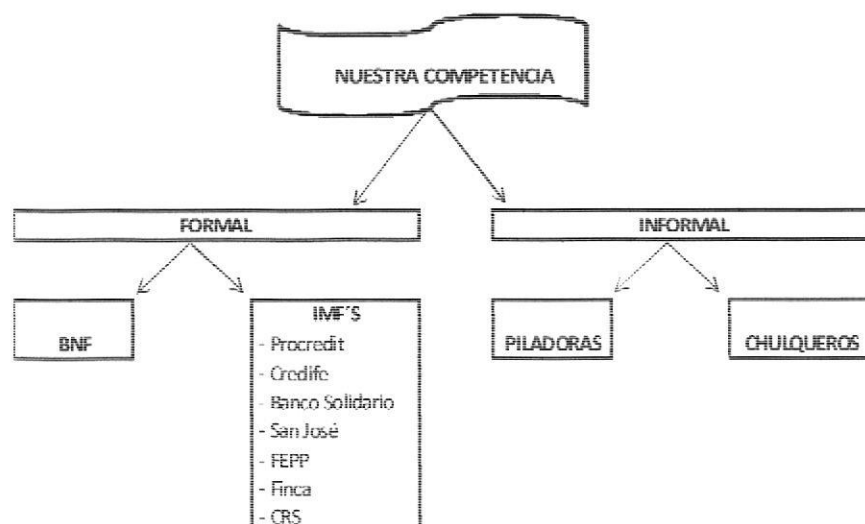 NUESTRA COMPETENCIA
FORMAL
INFORMAL
BNF
IMF´S
- Procredit
- Credife
- Banco Solidario
- San José
- FEPP
- Finca
- CRS
PILADORAS
CHULQUEROS